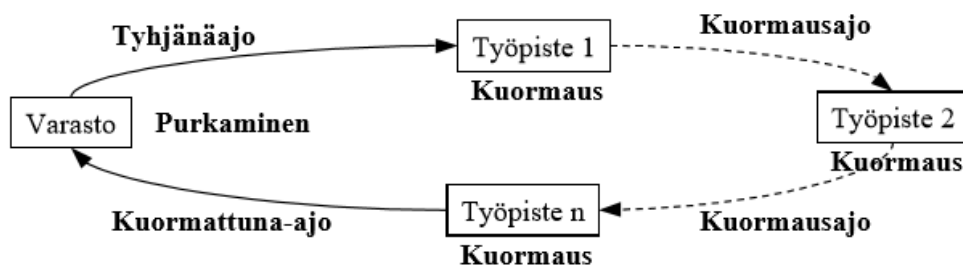 Tyhjänäajo
Työpiste 1
Kuormausajo
Kuormaus
Varasto
Purkaminen
Työpiste 2
Kuormaus
Työpiste n
Kuormattuna-ajo
Kuormausajo
Kuormaus